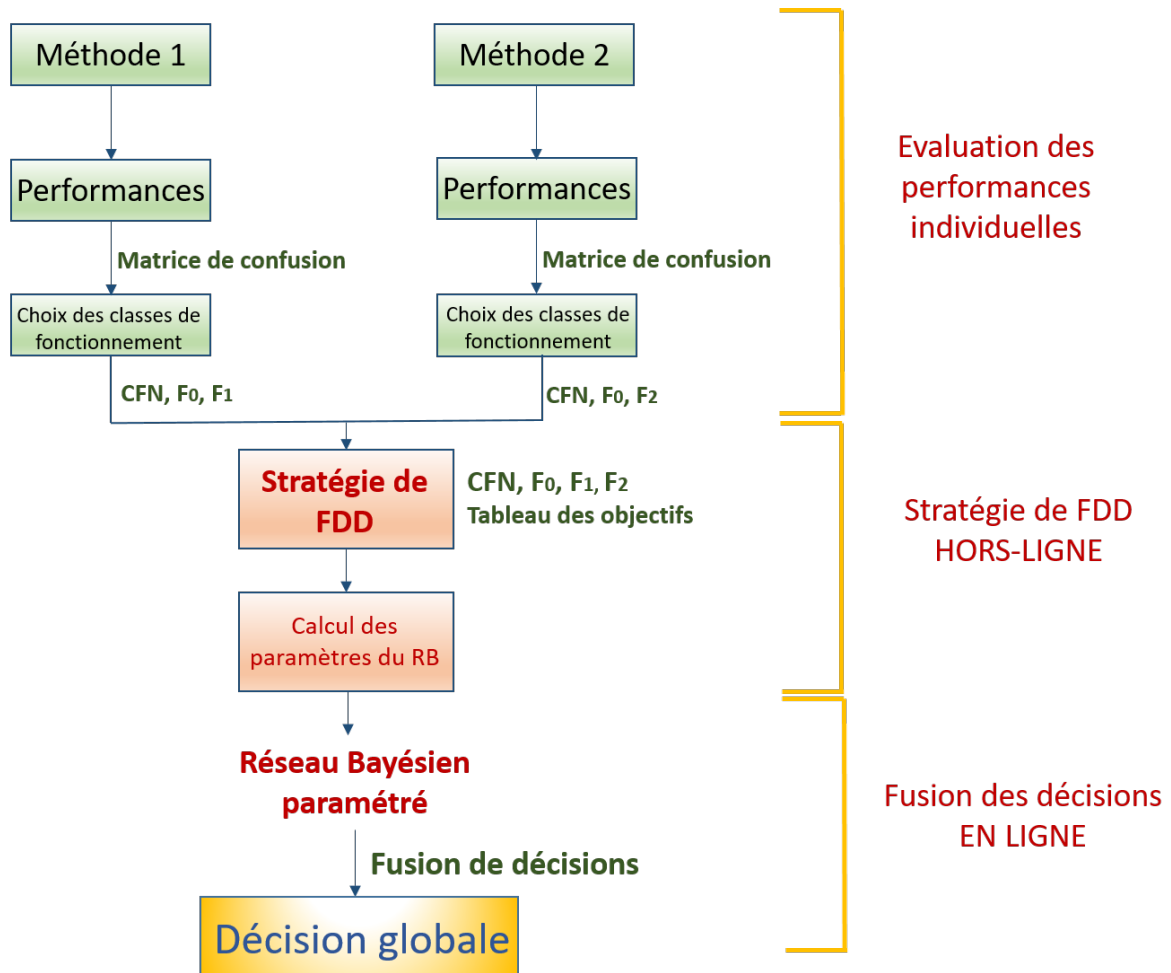 Méthode 1
Méthode 2
Performances
Performances
Matrice de confusion
Matrice de confusion
Choix des classes de
fonctionnement
Choix des classes de
fonctionnement
CFN, F0, F1
CFN, F0, F2
Evaluation des
performances
individuelles
Stratégie de
FDD
CFN, F0, F1, F2
Tableau des objectifs
Calcul des
paramètres du RB
Stratégie de FDD
HORS-LIGNE
Réseau Bayésien
paramétré
Fusion de décisions
Décision globale
Fusion des décisions
EN LIGNE